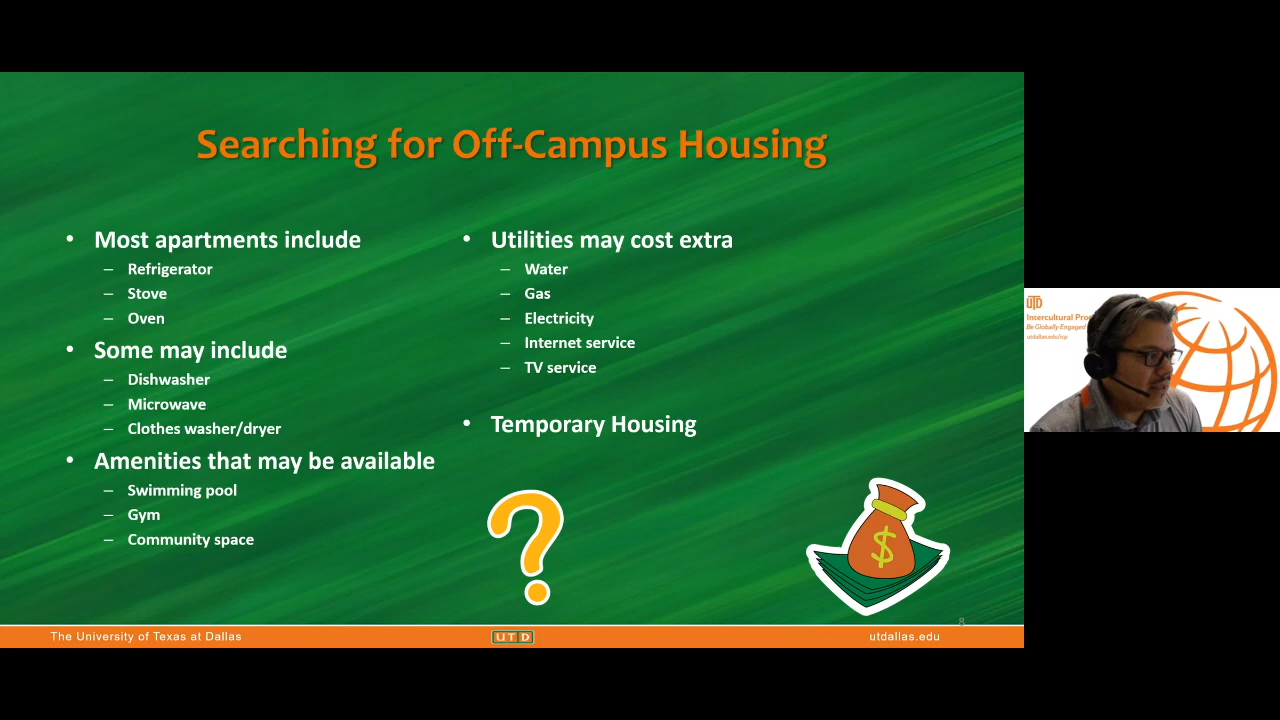 Searching for Off-Campus Housing
• Most apartments include
– Refrigerator
– Stove
– Oven
• Some may include
– Dishwasher
– Microwave
– Clothes washer/dryer
• Amenities that may be available
– Swimming pool
– Gym
– Community space
• Utilities may cost extra
– Water
– Gas
– Electricity
– Internet service
– TV service
• Temporary Housing
?
$
8
The University of Texas at Dallas
UTD
utdallas.edu
UTD
Intercultural
Be Globally Engaged
utdallas.edu/icp